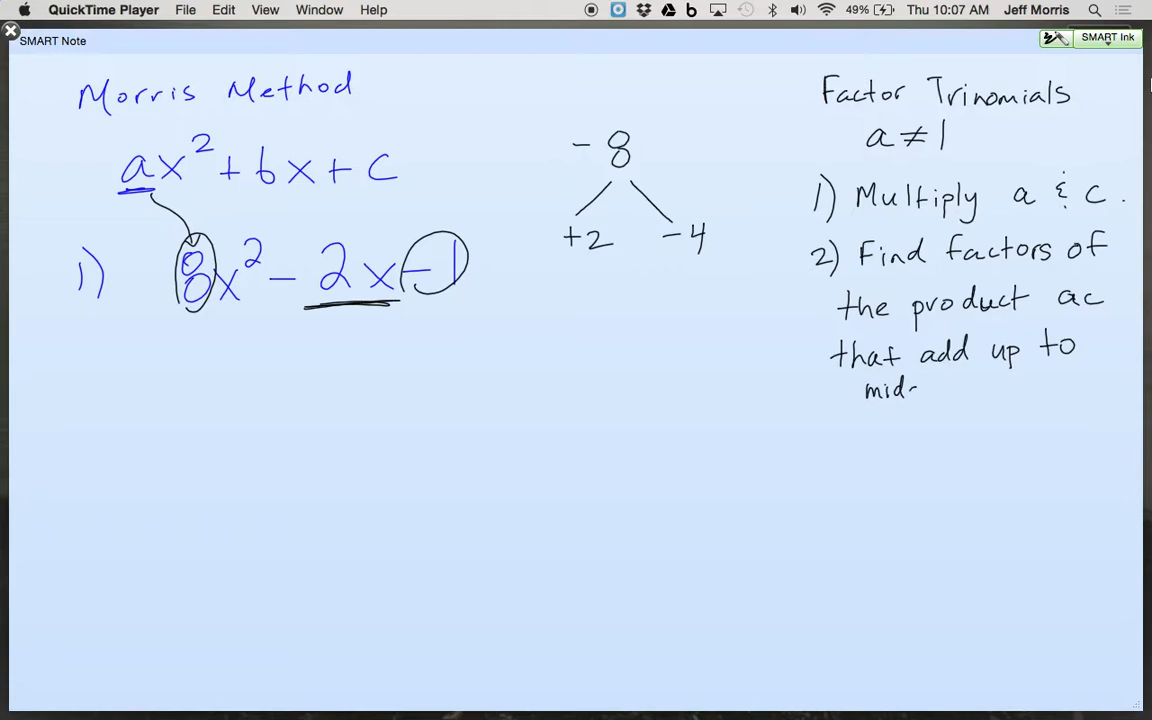 QuickTime Player File Edit View Window Help 49% Thu 10:07 AM Jeff Morris
SMART Note
SMART Ink
Morris Method
ax² + bx + c
1) 8x² - 2x - 1
- 8
+2 -4
Factor Trinomials
a ≠ 1
1) Multiply a & c.
2) Find factors of
the product ac
that add up to
mid-